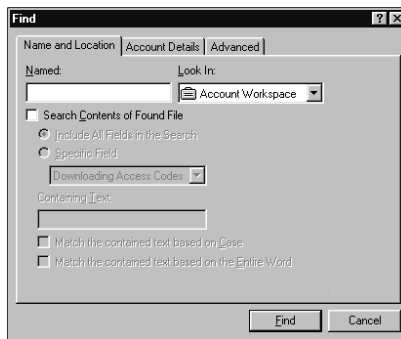 Find
Name and Location Account Details Advanced
Named: Look In:
Account Workspace
Search Contents of Found File
Include All Fields in the Search
Specific Field
Downloading Access Codes
Containing Text:
Match the contained text based on Case
Match the contained text based on the Entire Word
Find Cancel